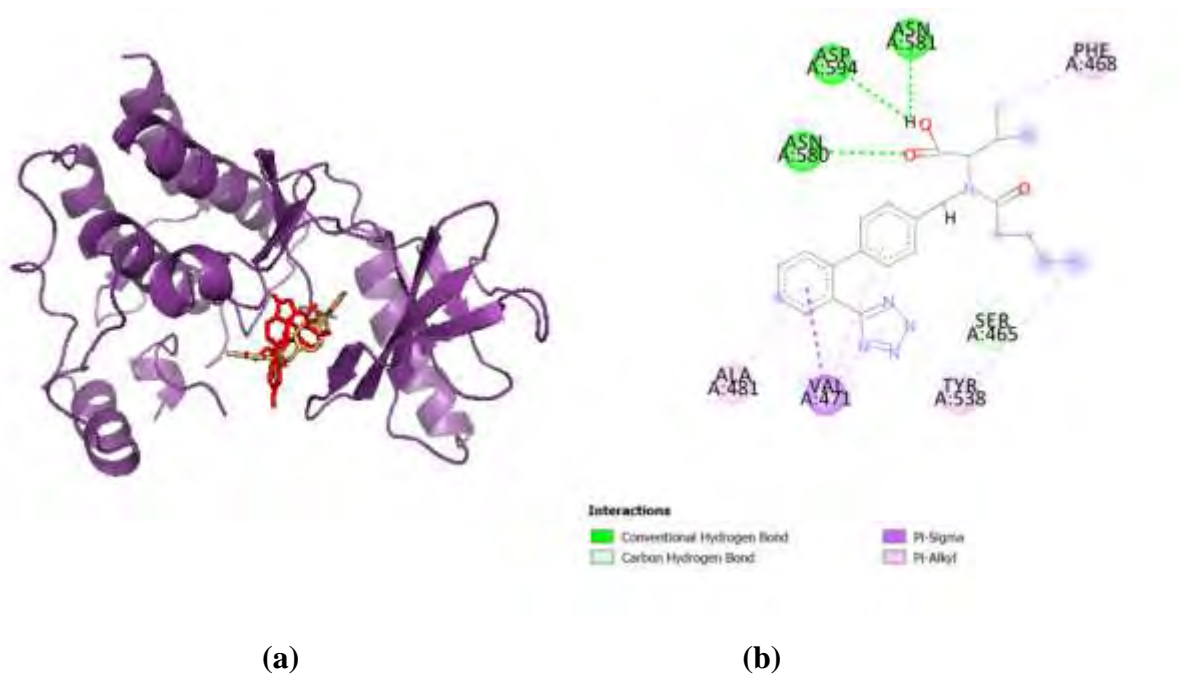 ASN
A:581
ASP
A:594
PHE
A:468
ASN
A:580
H
O
O
N
O
H
N
N
N
N
SER
A:465
ALA
A:481
VAL
A:471
TYR
A:538
Interactions
Conventional Hydrogen Bond
Carbon Hydrogen Bond
Pi-Sigma
Pi-Alkyl
(a)
(b)